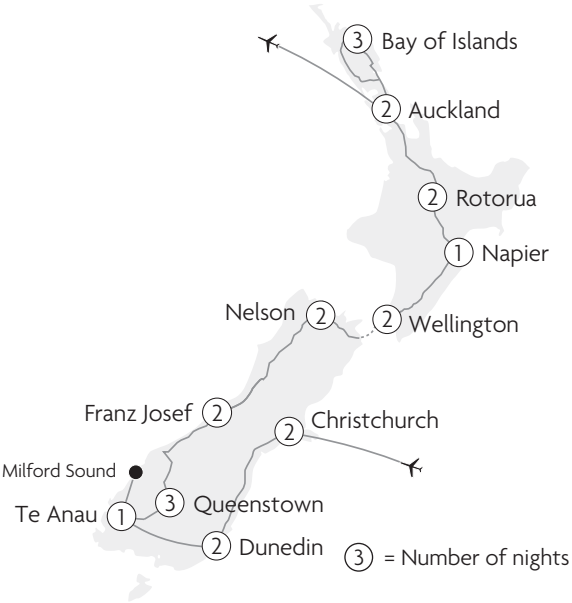 3 Bay of Islands
2 Auckland
2 Rotorua
1 Napier
Nelson 2
2 Wellington
Franz Josef 2
Christchurch
2
Milford Sound
Te Anau 1
3 Queenstown
2 Dunedin
3 = Number of nights